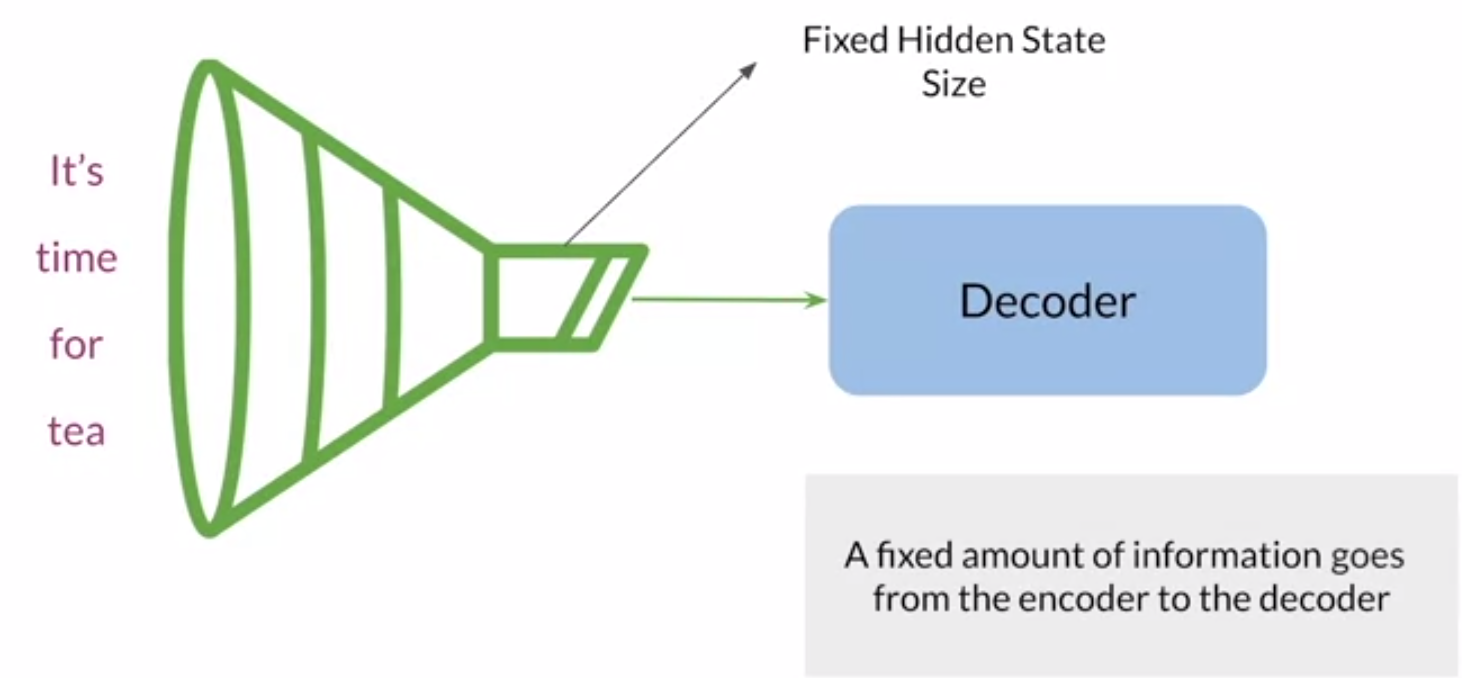 It’s
time
for
tea
Fixed Hidden State
Size
Decoder
A fixed amount of information goes
from the encoder to the decoder